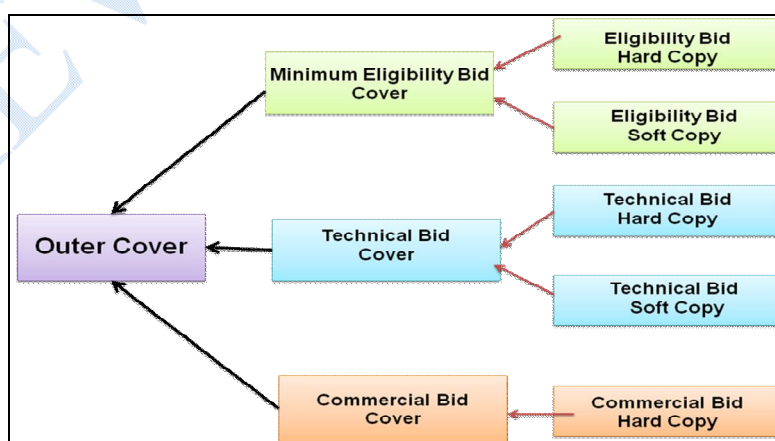 Eligibility Bid
Hard Copy
Minimum Eligibility Bid
Cover
Eligibility Bid
Soft Copy
Technical Bid
Hard Copy
Outer Cover
Technical Bid
Cover
Technical Bid
Soft Copy
Commercial Bid
Cover
Commercial Bid
Hard Copy